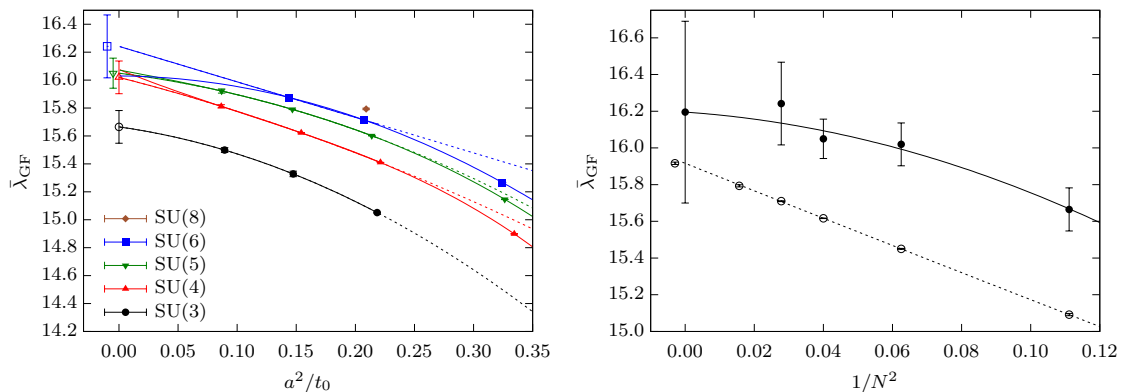 16.4
16.2
16.0
15.8
15.6
15.4
15.2
15.0
14.8
14.6
14.4
14.2
λ̄_GF
SU(8)
SU(6)
SU(5)
SU(4)
SU(3)
0.00 0.05 0.10 0.15 0.20 0.25 0.30 0.35
a²/t₀
16.6
16.4
16.2
16.0
15.8
15.6
15.4
15.2
15.0
λ̄_GF
0.00 0.02 0.04 0.06 0.08 0.10 0.12
1/N²